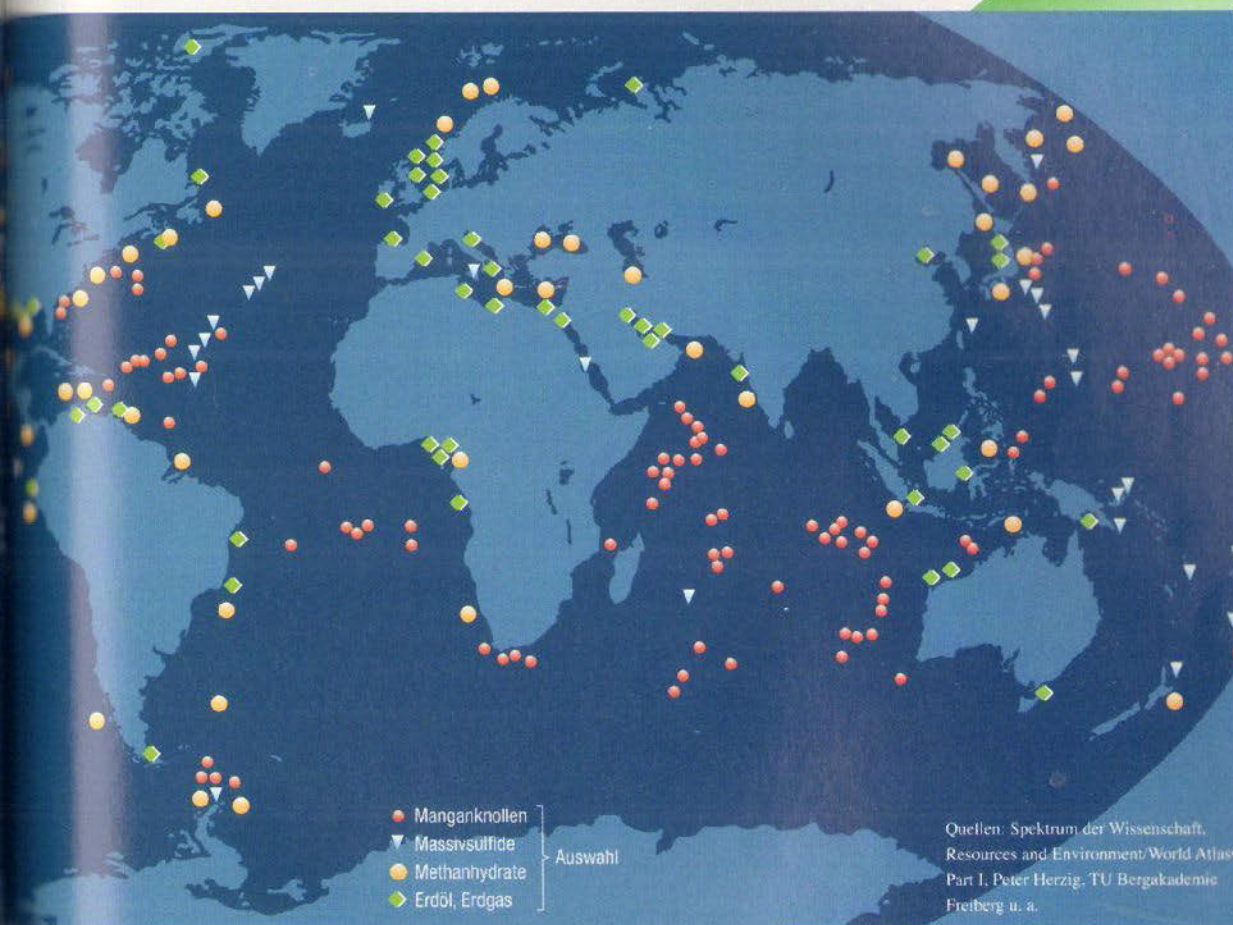 Manganknollen
Massivsulfide
Methanhydrate
Erdöl, Erdgas
Auswahl
Quellen: Spektrum der Wissenschaft,
Resources and Environment/World Atlas
Part I, Peter Herzig, TU Bergakademie
Freiberg u. a.